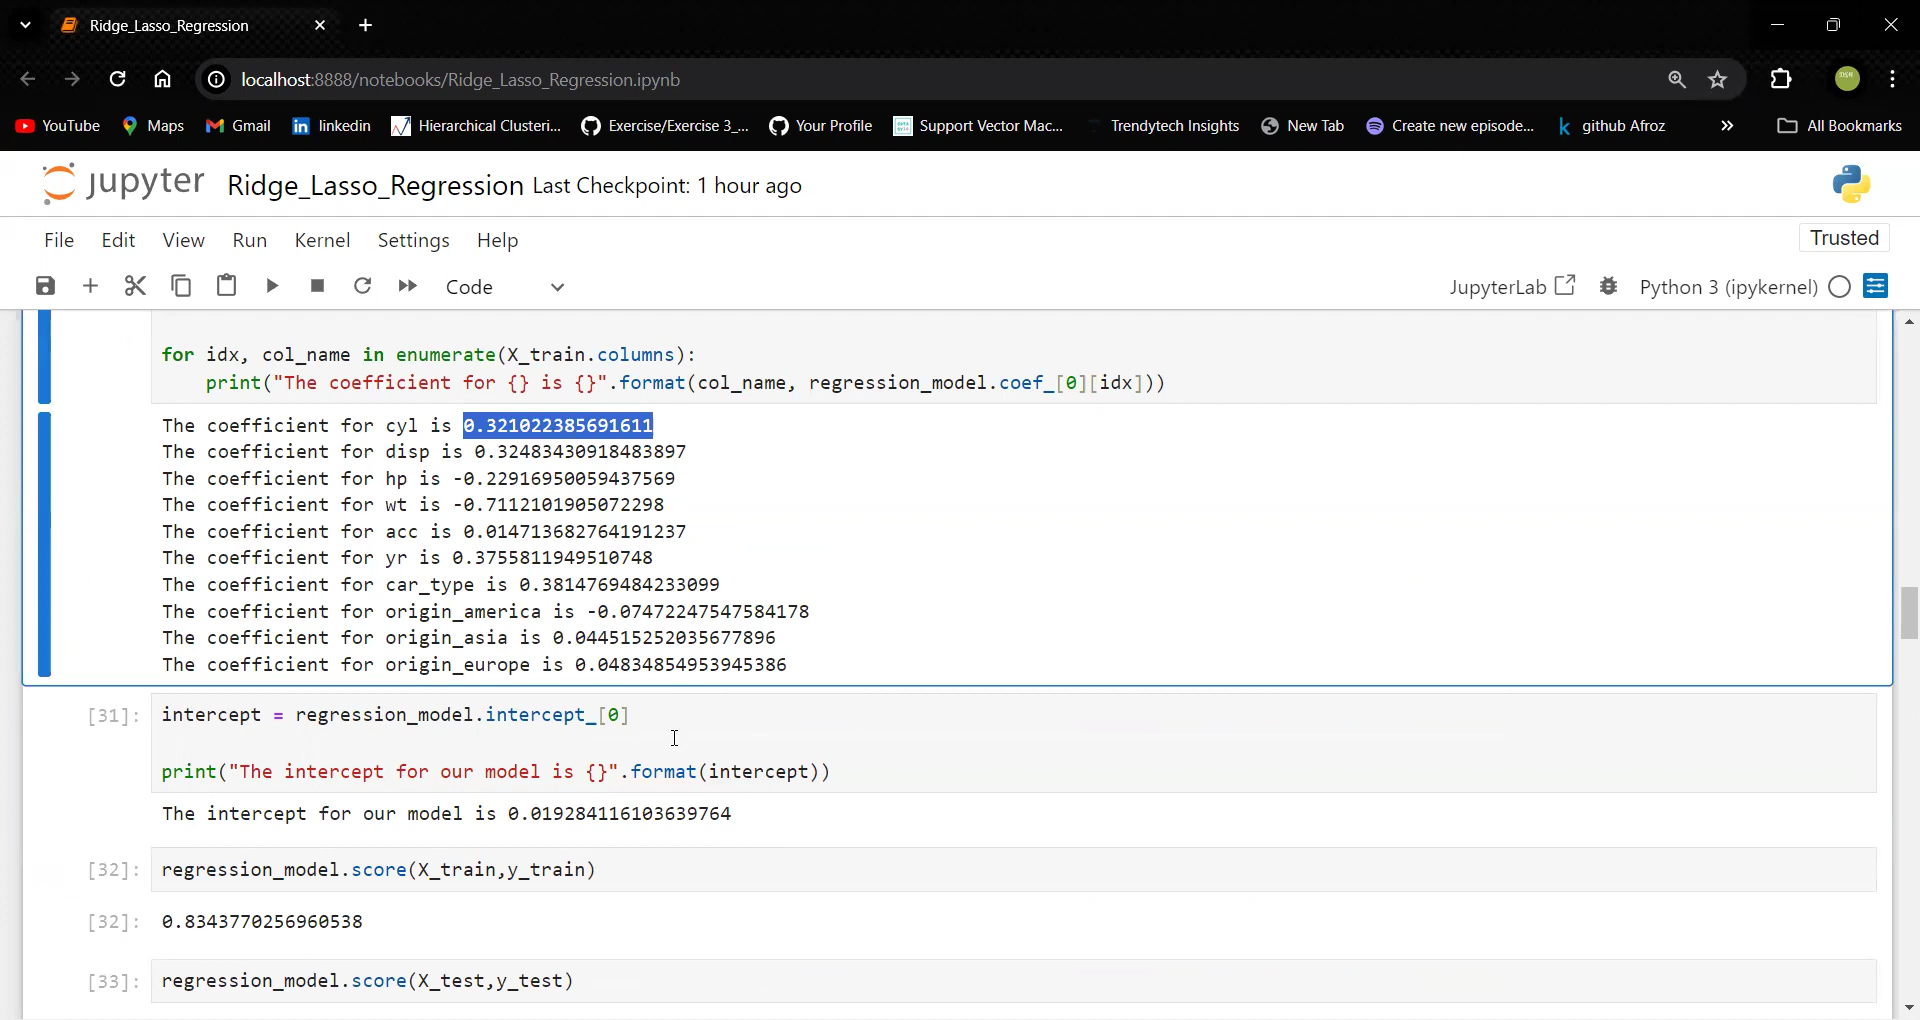 Ridge_Lasso_Regression
localhost:8888/notebooks/Ridge_Lasso_Regression.ipynb
YouTube Maps Gmail linkedin Hierarchical Clusteri... Exercise/Exercise 3_... Your Profile Support Vector Mac... Trendytech Insights New Tab Create new episode... github Afroz All Bookmarks
jupyter Ridge_Lasso_Regression Last Checkpoint: 1 hour ago
File Edit View Run Kernel Settings Help Trusted
Code JupyterLab Python 3 (ipykernel)
for idx, col_name in enumerate(X_train.columns):
print("The coefficient for {} is {}".format(col_name, regression_model.coef_[0][idx]))
The coefficient for cyl is 0.321022385691611
The coefficient for disp is 0.32483430918483897
The coefficient for hp is -0.22916950059437569
The coefficient for wt is -0.7112101905072298
The coefficient for acc is 0.014713682764191237
The coefficient for yr is 0.3755811949510748
The coefficient for car_type is 0.3814769484233099
The coefficient for origin_america is -0.07472247547584178
The coefficient for origin_asia is 0.044515252035677896
The coefficient for origin_europe is 0.04834854953945386
[31]: intercept = regression_model.intercept_[0]
print("The intercept for our model is {}".format(intercept))
The intercept for our model is 0.019284116103639764
[32]: regression_model.score(X_train,y_train)
[32]: 0.8343770256960538
[33]: regression_model.score(X_test,y_test)